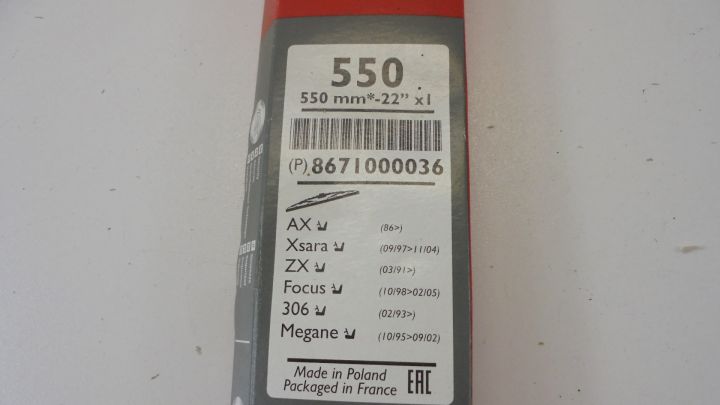 550
550 mm*-22" x1
(P) 8671000036
AX (86>)
Xsara (09/97>11/04)
ZX (03/91>)
Focus (10/98>02/05)
306 (02/93>)
Megane (10/95>09/02)
Made in Poland
Packaged in France EAC